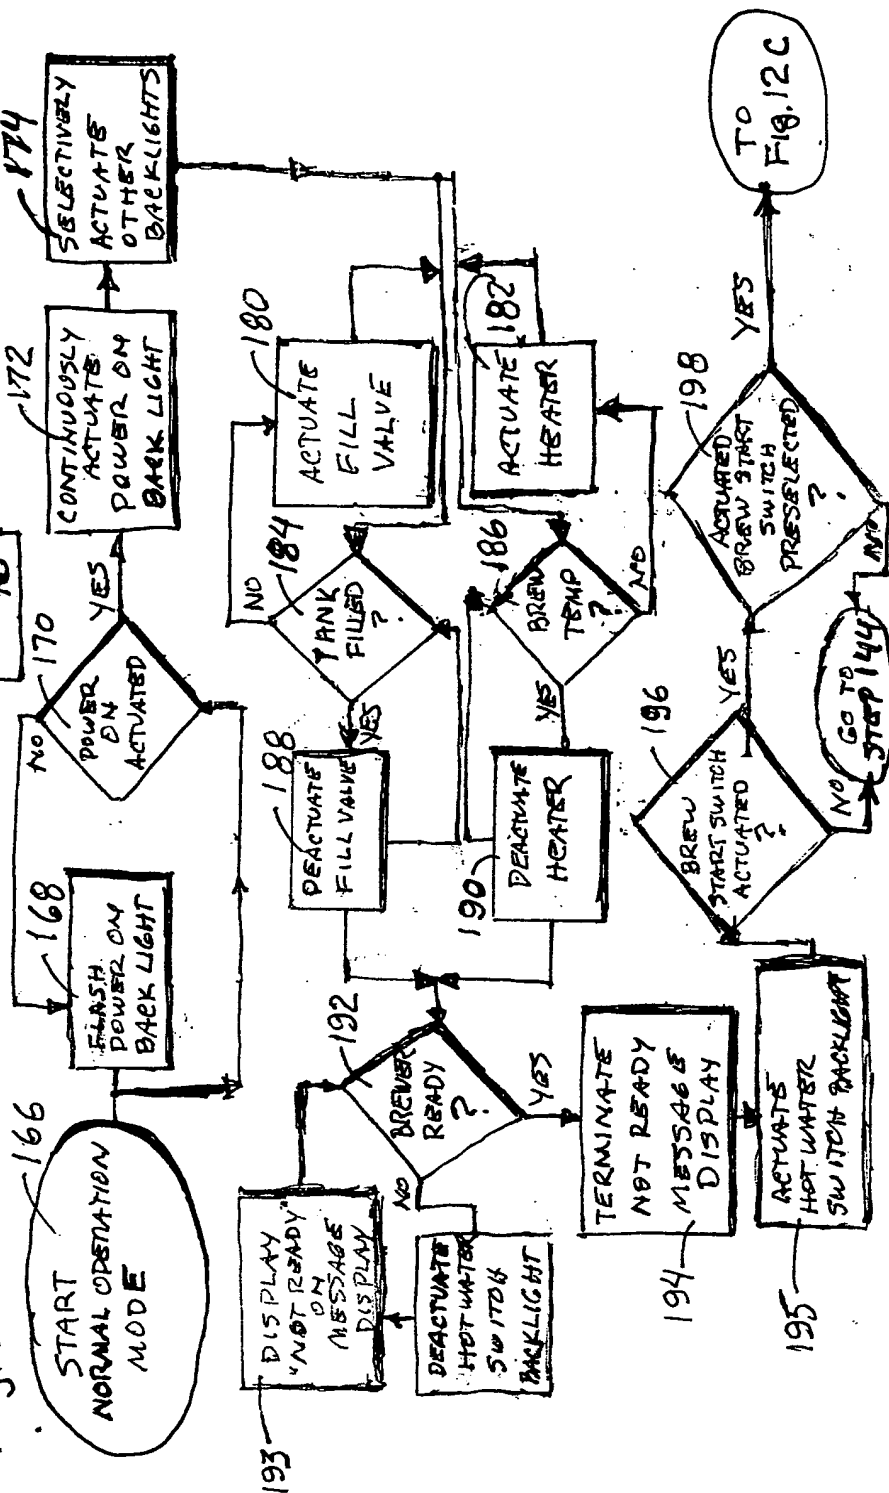 166
START
NORMAL OPERATION
MODE
168
FLASH
POWER ON
BACK LIGHT
NO
170
POWER
ON
ACTUATED
YES
172
CONTINUOUSLY
ACTUATE
POWER ON
BACK LIGHT
174
SELECTIVELY
ACTUATE
OTHER
BACKLIGHTS
180
ACTUATE
FILL
VALVE
NO
184
TANK
FILLED
?
YES
188
DEACTUATE
FILL VALVE
182
ACTUATE
HEATER
186
BREW
TEMP
?
NO
YES
190
DEACTUATE
HEATER
192
BREWER
READY
?
NO
YES
193
DISPLAY
"NOT READY"
ON
MESSAGE
DISPLAY
DEACTUATE
HOT WATER
SWITCH
BACKLIGHT
TERMINATE
NOT READY
MESSAGE
DISPLAY
194
ACTUATE
HOT WATER
SWITCH BACKLIGHT
195
196
BREW
START SWITCH
ACTUATED
?
YES
NO
GO TO
STEP 144
198
ACTUATED
BREW START
SWITCH
PRESELECTED
?
NO
YES
TO
Fig. 12C